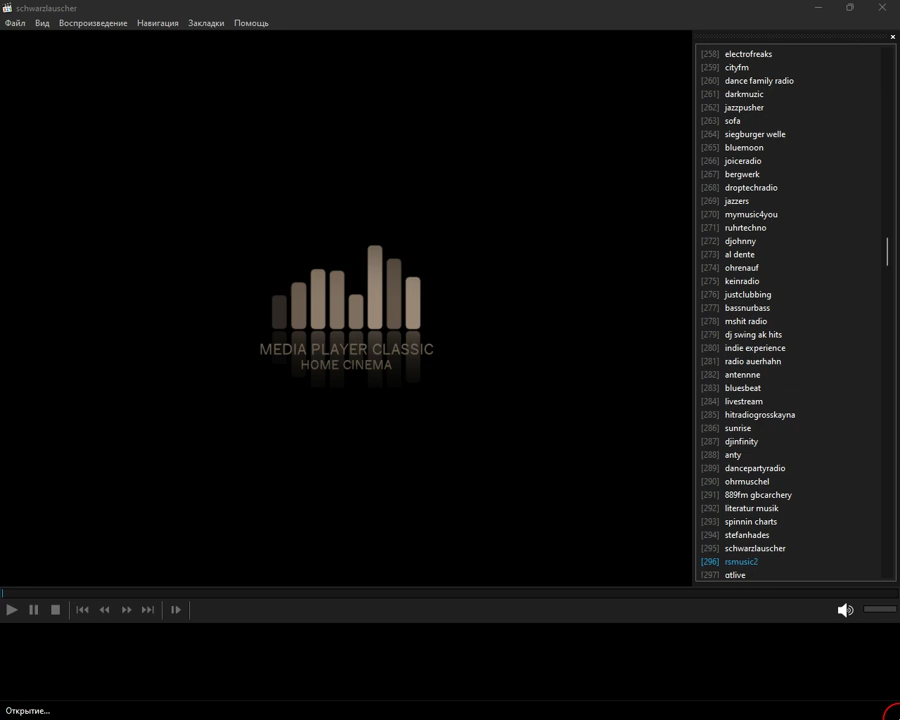 schwarzlauscher
Файл Вид Воспроизведение Навигация Закладки Помощь
[258] electrofreaks
[259] cityfm
[260] dance family radio
[261] darkmuzic
[262] jazzpusher
[263] sofa
[264] siegburger welle
[265] bluemoon
[266] joiceradio
[267] bergwerk
[268] droptechradio
[269] jazzers
[270] mymusic4you
[271] ruhrtechno
[272] djohnny
[273] al dente
[274] ohrenauf
[275] keinradio
[276] justclubbing
[277] bassnurbass
[278] mshit radio
[279] dj swing ak hits
[280] indie experience
[281] radio auerhahn
[282] antennne
[283] bluesbeat
[284] livestream
[285] hitradiogrosskayna
[286] sunrise
[287] djinfinity
[288] anty
[289] dancepartyradio
[290] ohrmuschel
[291] 889fm gbcarchery
[292] literatur musik
[293] spinnin charts
[294] stefanhades
[295] schwarzlauscher
[296] rsmusic2
[297] qtlive
MEDIA PLAYER CLASSIC
HOME CINEMA
Открытие...